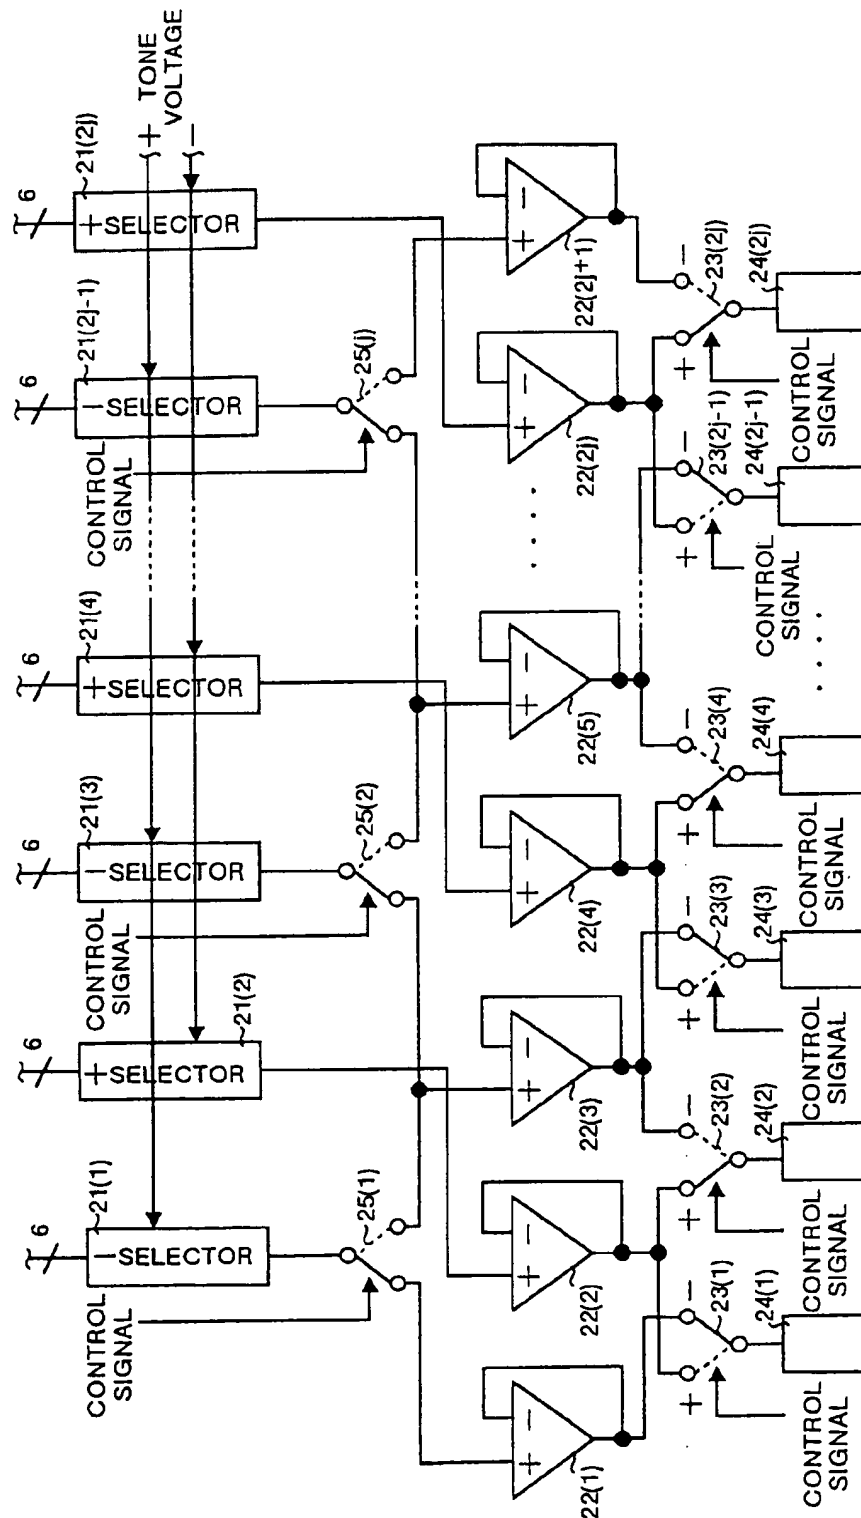 + TONE
VOLTAGE
−
6
6
6
6
6
6
21(1)
21(2)
21(3)
21(4)
21(2j-1)
21(2j)
− SELECTOR
+ SELECTOR
− SELECTOR
+ SELECTOR
− SELECTOR
+ SELECTOR
CONTROL
SIGNAL
CONTROL
SIGNAL
CONTROL
SIGNAL
25(1)
25(2)
25(j)
+ −
+ −
+ −
+ −
+ −
+ −
+ −
22(1)
22(2)
22(3)
22(4)
22(5)
....
22(2j)
22(2j+1)
+ −
+ −
+ −
+ −
+ −
+ −
23(1)
23(2)
23(3)
23(4)
23(2j-1)
23(2j)
24(1)
24(2)
24(3)
24(4)
....
24(2j-1)
24(2j)
CONTROL
SIGNAL
CONTROL
SIGNAL
CONTROL
SIGNAL
CONTROL
SIGNAL
CONTROL
SIGNAL
CONTROL
SIGNAL